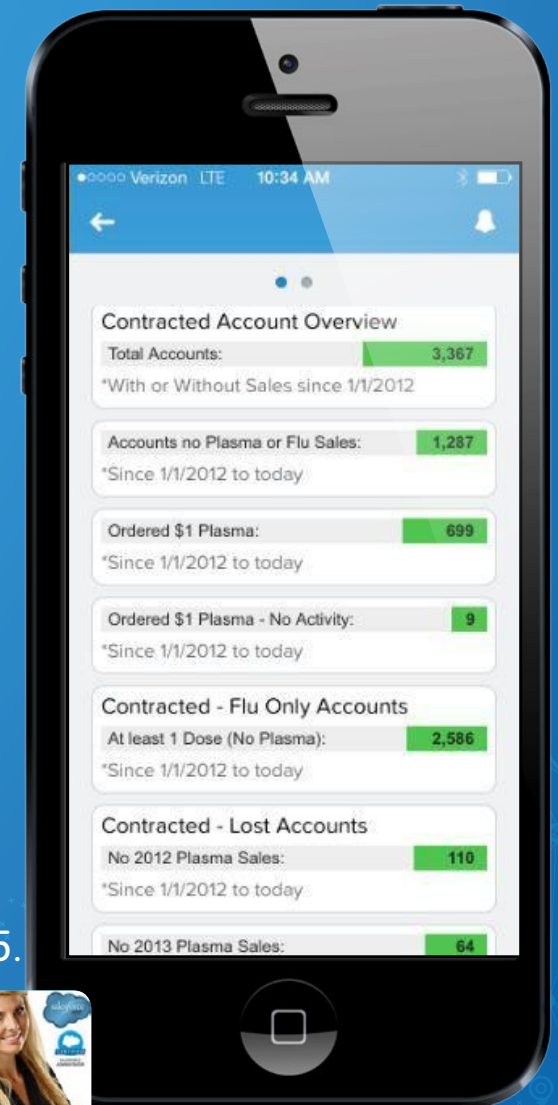 Verizon LTE 10:34 AM
Contracted Account Overview
Total Accounts: 3,367
*With or Without Sales since 1/1/2012
Accounts no Plasma or Flu Sales: 1,287
*Since 1/1/2012 to today
Ordered $1 Plasma: 699
*Since 1/1/2012 to today
Ordered $1 Plasma - No Activity: 9
*Since 1/1/2012 to today
Contracted - Flu Only Accounts
At least 1 Dose (No Plasma): 2,586
*Since 1/1/2012 to today
Contracted - Lost Accounts
No 2012 Plasma Sales: 110
*Since 1/1/2012 to today
No 2013 Plasma Sales: 64
5.
salesforce